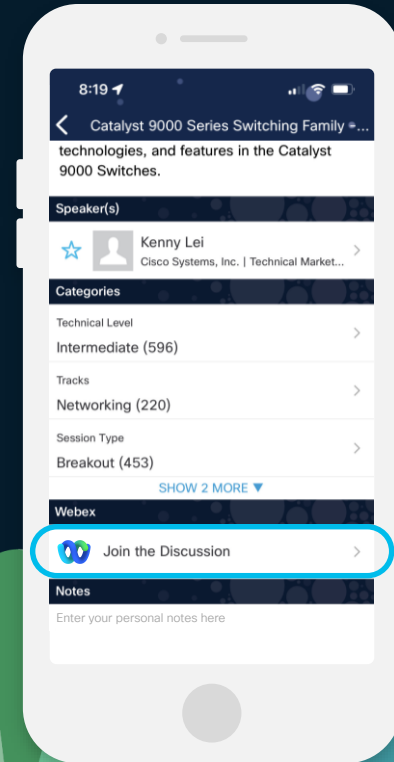 8:19
Catalyst 9000 Series Switching Family -...
technologies, and features in the Catalyst
9000 Switches.
Speaker(s)
Kenny Lei
Cisco Systems, Inc. | Technical Market...
Categories
Technical Level
Intermediate (596)
Tracks
Networking (220)
Session Type
Breakout (453)
SHOW 2 MORE ▼
Webex
Join the Discussion
Notes
Enter your personal notes here